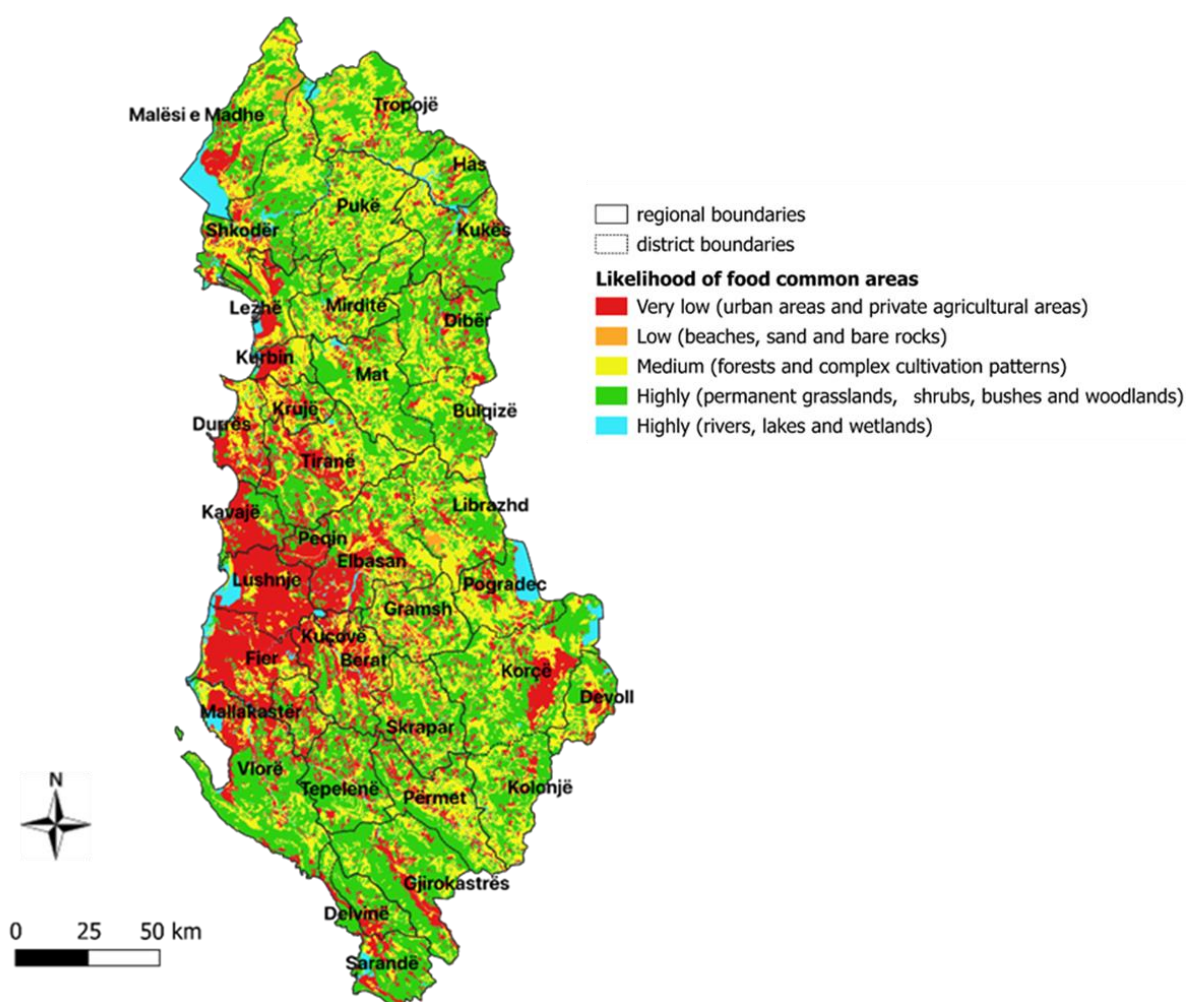 Malësi e Madhe
Tropojë
Has
Pukë
Shkodër
Kukës
Lezhë
Mirditë
Dibër
Kurbin
Mat
Krujë
Bulqizë
Durrës
Tiranë
Kavajë
Librazhd
Peqin
Elbasan
Lushnje
Pogradec
Gramsh
Kuçovë
Fier
Berat
Korçë
Devoll
Mallakastër
Skrapar
Vlorë
Tepelenë
Përmet
Kolonjë
Gjirokastrës
Delvinë
Sarandë
regional boundaries
district boundaries
Likelihood of food common areas
Very low (urban areas and private agricultural areas)
Low (beaches, sand and bare rocks)
Medium (forests and complex cultivation patterns)
Highly (permanent grasslands, shrubs, bushes and woodlands)
Highly (rivers, lakes and wetlands)
N
0 25 50 km